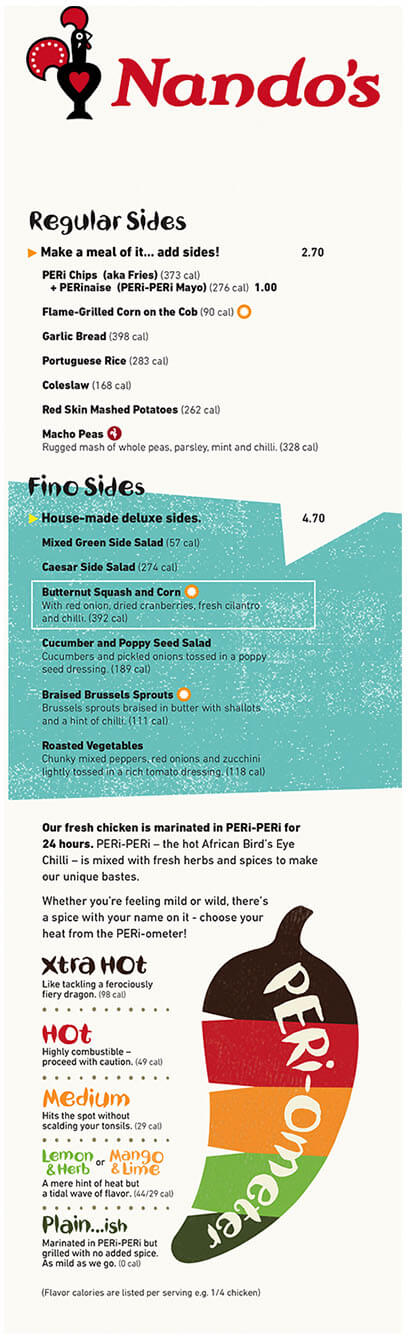 Nando's
Regular Sides
Make a meal of it... add sides! 2.70
PERi Chips (aka Fries) (373 cal)
+ PERinaise (PERi-PERi Mayo) (276 cal) 1.00
Flame-Grilled Corn on the Cob (90 cal)
Garlic Bread (398 cal)
Portuguese Rice (283 cal)
Coleslaw (168 cal)
Red Skin Mashed Potatoes (262 cal)
Macho Peas
Rugged mash of whole peas, parsley, mint and chilli. (328 cal)
Fino Sides
House-made deluxe sides. 4.70
Mixed Green Side Salad (57 cal)
Caesar Side Salad (274 cal)
Butternut Squash and Corn
With red onion, dried cranberries, fresh cilantro
and chilli. (392 cal)
Cucumber and Poppy Seed Salad
Cucumbers and pickled onions tossed in a poppy
seed dressing. (189 cal)
Braised Brussels Sprouts
Brussels sprouts braised in butter with shallots
and a hint of chilli. (111 cal)
Roasted Vegetables
Chunky mixed peppers, red onions and zucchini
lightly tossed in a rich tomato dressing. (118 cal)
Our fresh chicken is marinated in PERi-PERi for
24 hours. PERi-PERi – the hot African Bird's Eye
Chilli – is mixed with fresh herbs and spices to make
our unique bastes.
Whether you're feeling mild or wild, there's
a spice with your name on it - choose your
heat from the PERi-ometer!
Xtra Hot
Like tackling a ferociously
fiery dragon. (98 cal)
Hot
Highly combustible –
proceed with caution. (49 cal)
Medium
Hits the spot without
scalding your tonsils. (29 cal)
Lemon & Herb or Mango & Lime
A mere hint of heat but
a tidal wave of flavor. (44/29 cal)
Plain...ish
Marinated in PERi-PERi but
grilled with no added spice.
As mild as we go. (0 cal)
PERi-Ometer
(Flavor calories are listed per serving e.g. 1/4 chicken)